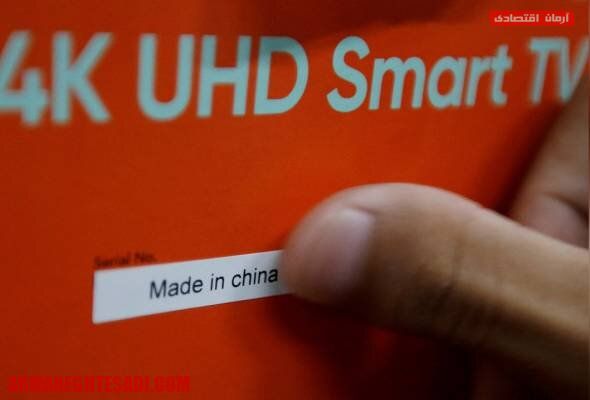 آرمان اقتصادی
4K UHD Smart TV
Serial No.
Made in china
ARMANEGHTESADI.COM